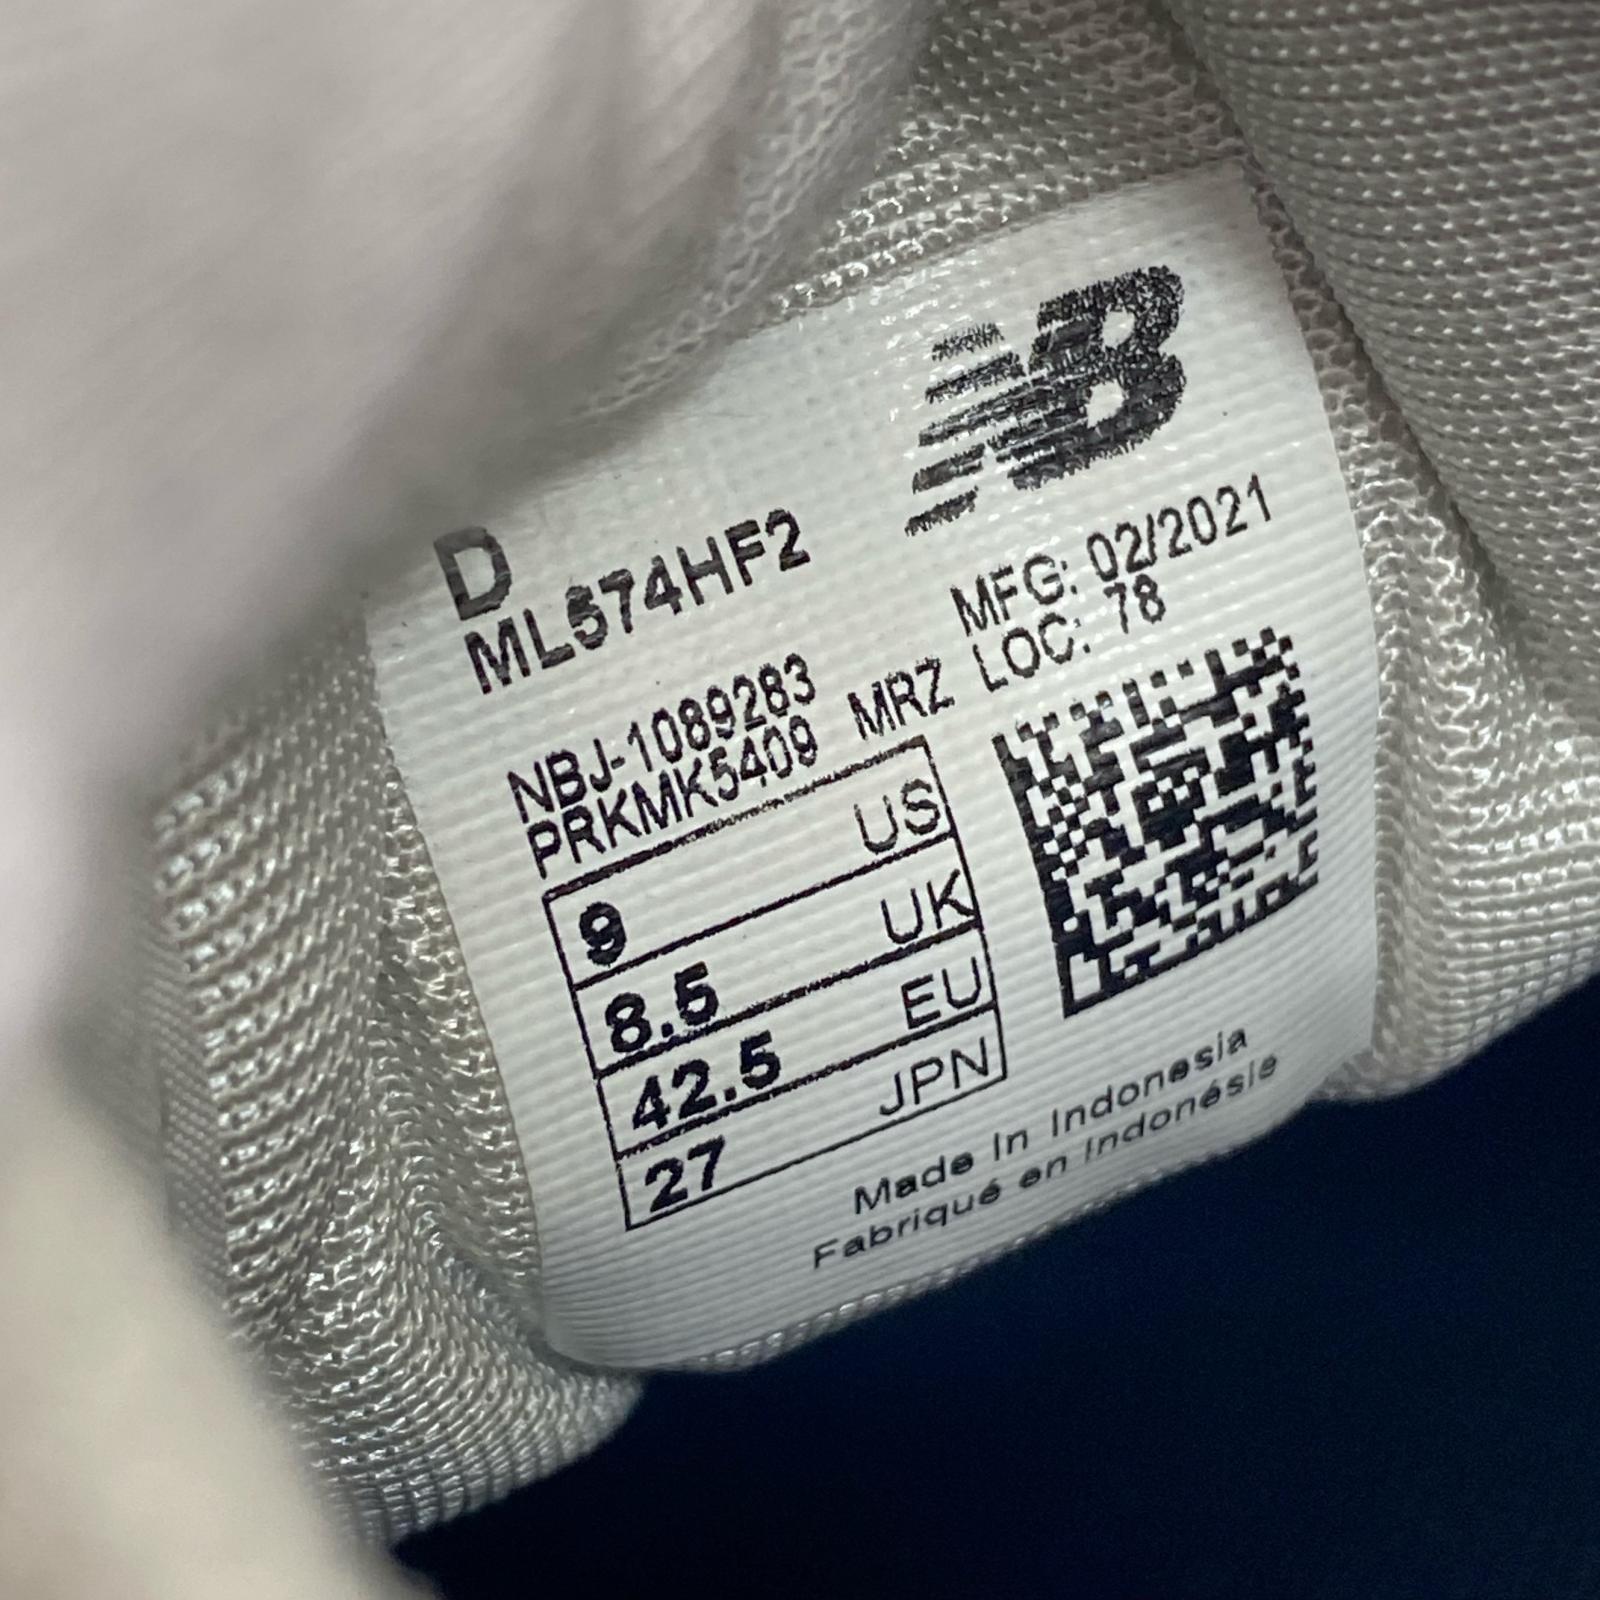 NB
D
ML574HF2
MFG: 02/2021
LOC: 78
NBJ-1089283
PRKMK5409 MRZ
9 US
8.5 UK
42.5 EU
27 JPN
Made In Indonesia
Fabriqué en Indonésie